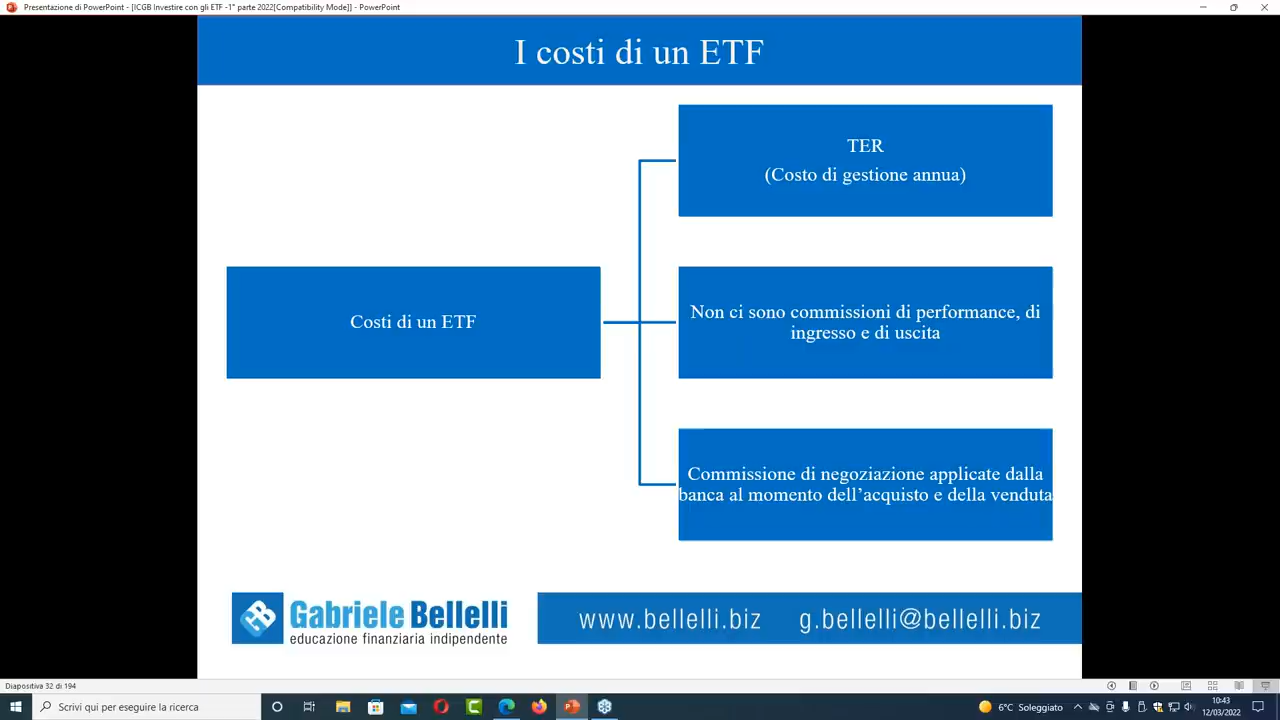 Presentazione di PowerPoint - [ICGB Investire con gli ETF -1° parte 2022[Compatibility Mode]] - PowerPoint
I costi di un ETF
TER
(Costo di gestione annua)
Costi di un ETF
Non ci sono commissioni di performance, di
ingresso e di uscita
Commissione di negoziazione applicate dalla
banca al momento dell’acquisto e della venduta
Gabriele Bellelli
educazione finanziaria indipendente
www.bellelli.biz g.bellelli@bellelli.biz
Diapositiva 32 di 194
Scrivi qui per eseguire la ricerca
6°C Soleggiato
10:43
12/03/2022